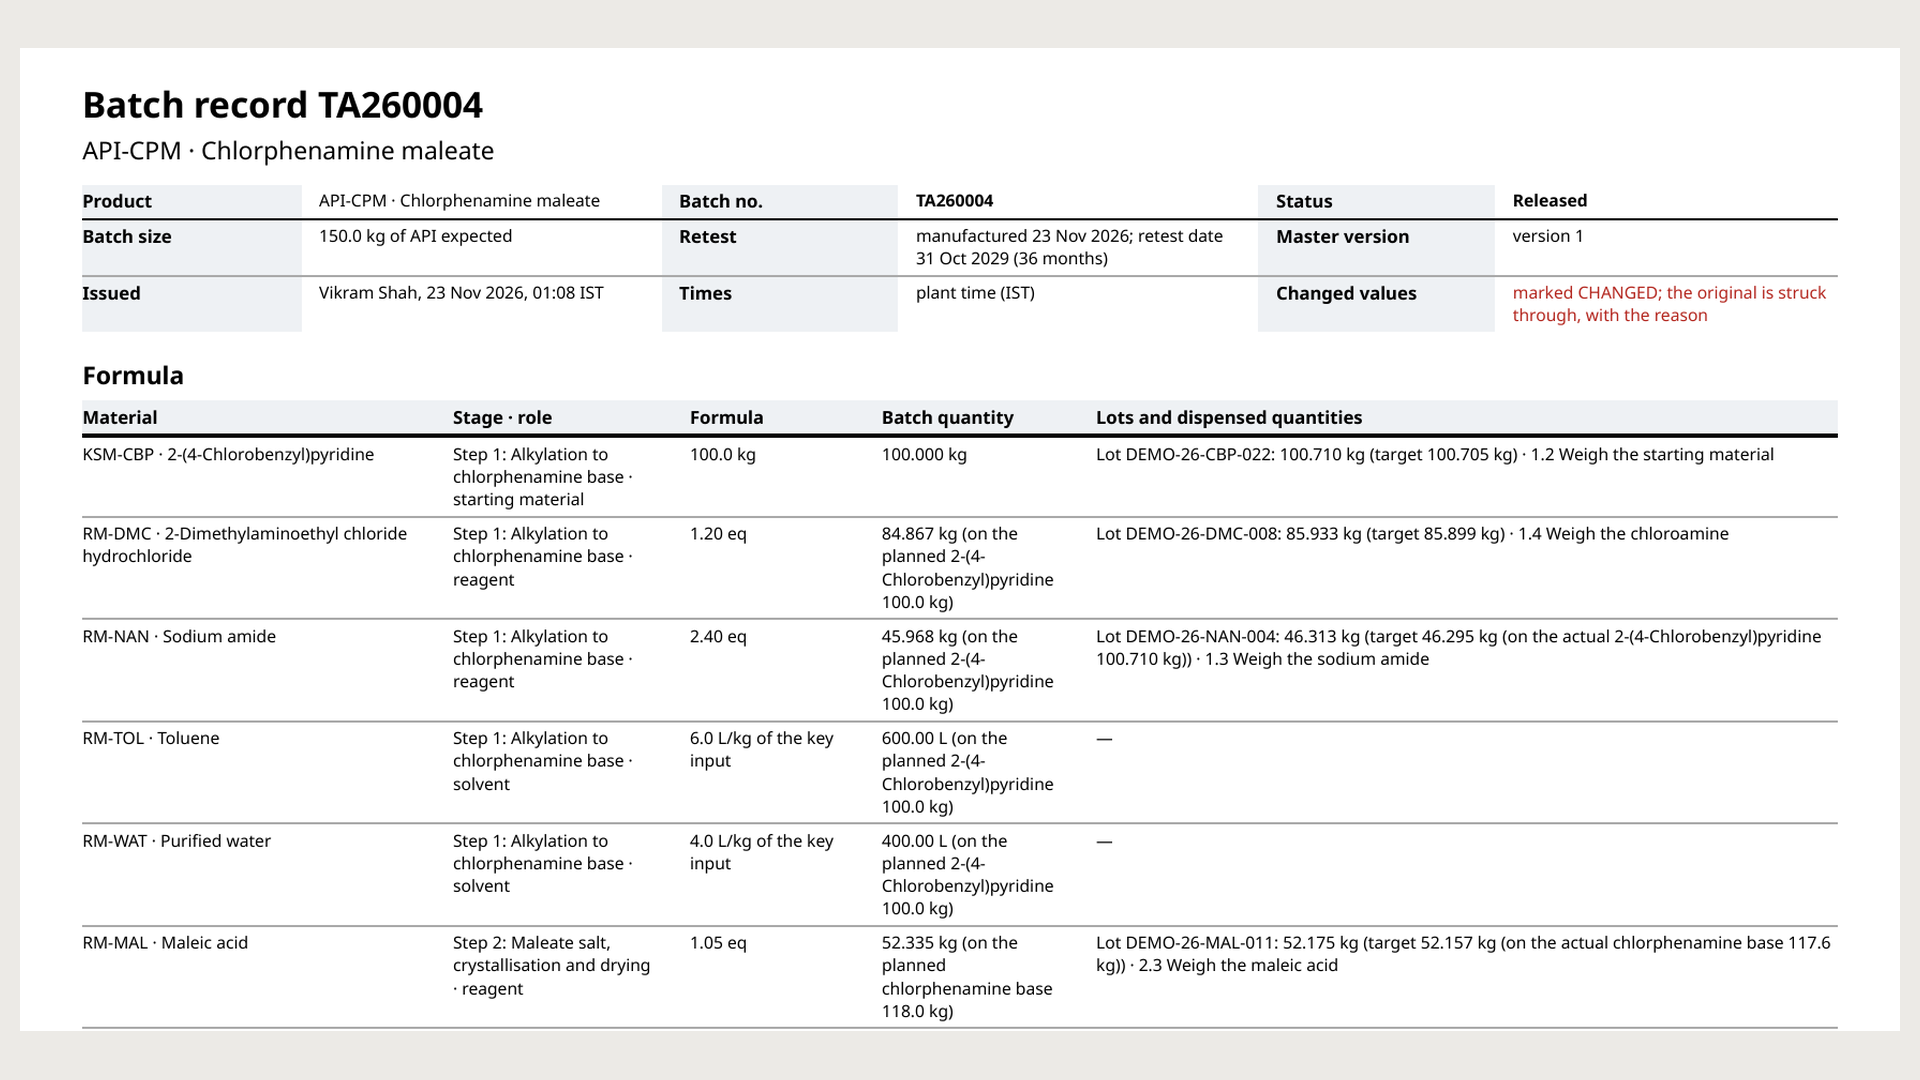 Batch record TA260004
API-CPM · Chlorphenamine maleate
Product API-CPM · Chlorphenamine maleate Batch no. TA260004 Status Released
Batch size 150.0 kg of API expected Retest manufactured 23 Nov 2026; retest date Master version version 1
31 Oct 2029 (36 months)
Issued Vikram Shah, 23 Nov 2026, 01:08 IST Times plant time (IST) Changed values marked CHANGED; the original is struck
through, with the reason
Formula
Material Stage · role Formula Batch quantity Lots and dispensed quantities
KSM-CBP · 2-(4-Chlorobenzyl)pyridine Step 1: Alkylation to 100.0 kg 100.000 kg Lot DEMO-26-CBP-022: 100.710 kg (target 100.705 kg) · 1.2 Weigh the starting material
chlorphenamine base ·
starting material
RM-DMC · 2-Dimethylaminoethyl chloride Step 1: Alkylation to 1.20 eq 84.867 kg (on the Lot DEMO-26-DMC-008: 85.933 kg (target 85.899 kg) · 1.4 Weigh the chloroamine
hydrochloride chlorphenamine base · planned 2-(4-
reagent Chlorobenzyl)pyridine
100.0 kg)
RM-NAN · Sodium amide Step 1: Alkylation to 2.40 eq 45.968 kg (on the Lot DEMO-26-NAN-004: 46.313 kg (target 46.295 kg (on the actual 2-(4-Chlorobenzyl)pyridine
chlorphenamine base · planned 2-(4- 100.710 kg)) · 1.3 Weigh the sodium amide
reagent Chlorobenzyl)pyridine
100.0 kg)
RM-TOL · Toluene Step 1: Alkylation to 6.0 L/kg of the key 600.00 L (on the —
chlorphenamine base · input planned 2-(4-
solvent Chlorobenzyl)pyridine
100.0 kg)
RM-WAT · Purified water Step 1: Alkylation to 4.0 L/kg of the key 400.00 L (on the —
chlorphenamine base · input planned 2-(4-
solvent Chlorobenzyl)pyridine
100.0 kg)
RM-MAL · Maleic acid Step 2: Maleate salt, 1.05 eq 52.335 kg (on the Lot DEMO-26-MAL-011: 52.175 kg (target 52.157 kg (on the actual chlorphenamine base 117.6
crystallisation and drying planned kg)) · 2.3 Weigh the maleic acid
· reagent chlorphenamine base
118.0 kg)